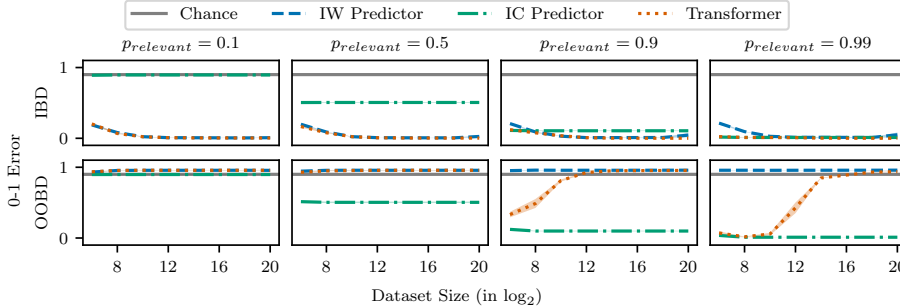 Chance IW Predictor IC Predictor Transformer
p_relevant = 0.1 p_relevant = 0.5 p_relevant = 0.9 p_relevant = 0.99
0-1 Error
IBD
1
0
OOBD
1
0
8 12 16 20 8 12 16 20 8 12 16 20 8 12 16 20
Dataset Size (in log₂)